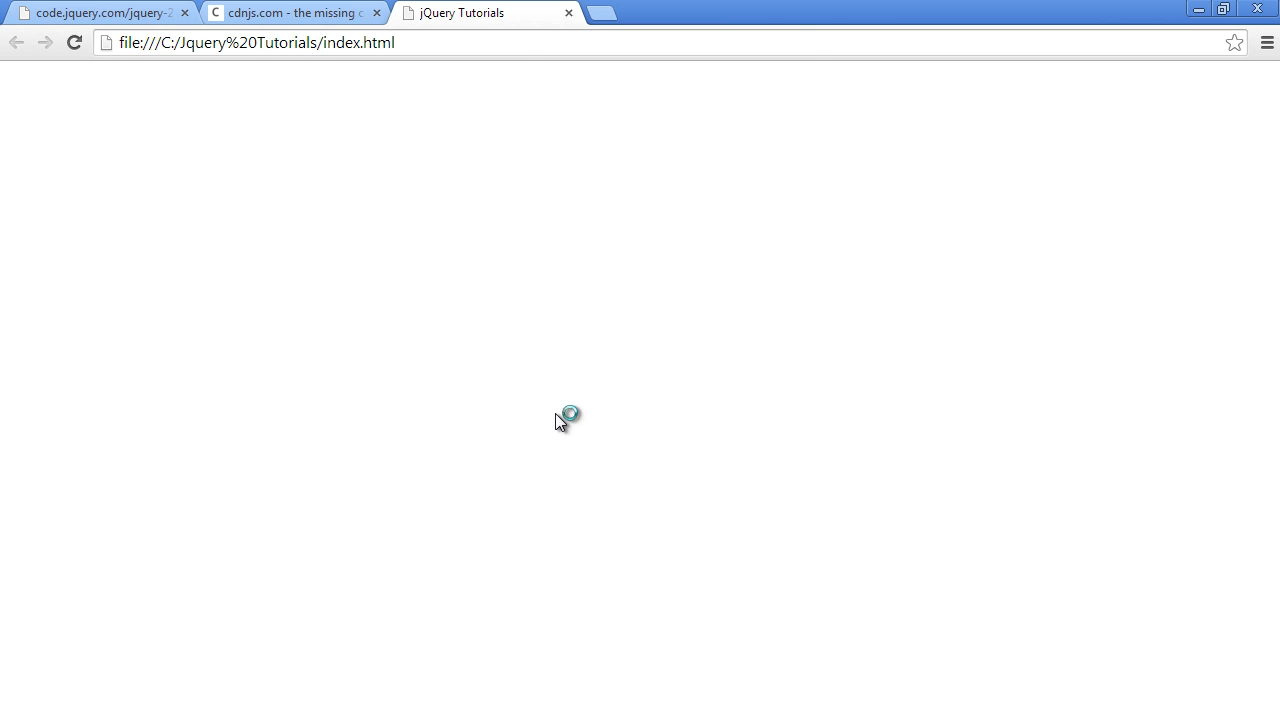 code.jquery.com/jquery-2
C cdnjs.com - the missing c
jQuery Tutorials
file:///C:/Jquery%20Tutorials/index.html